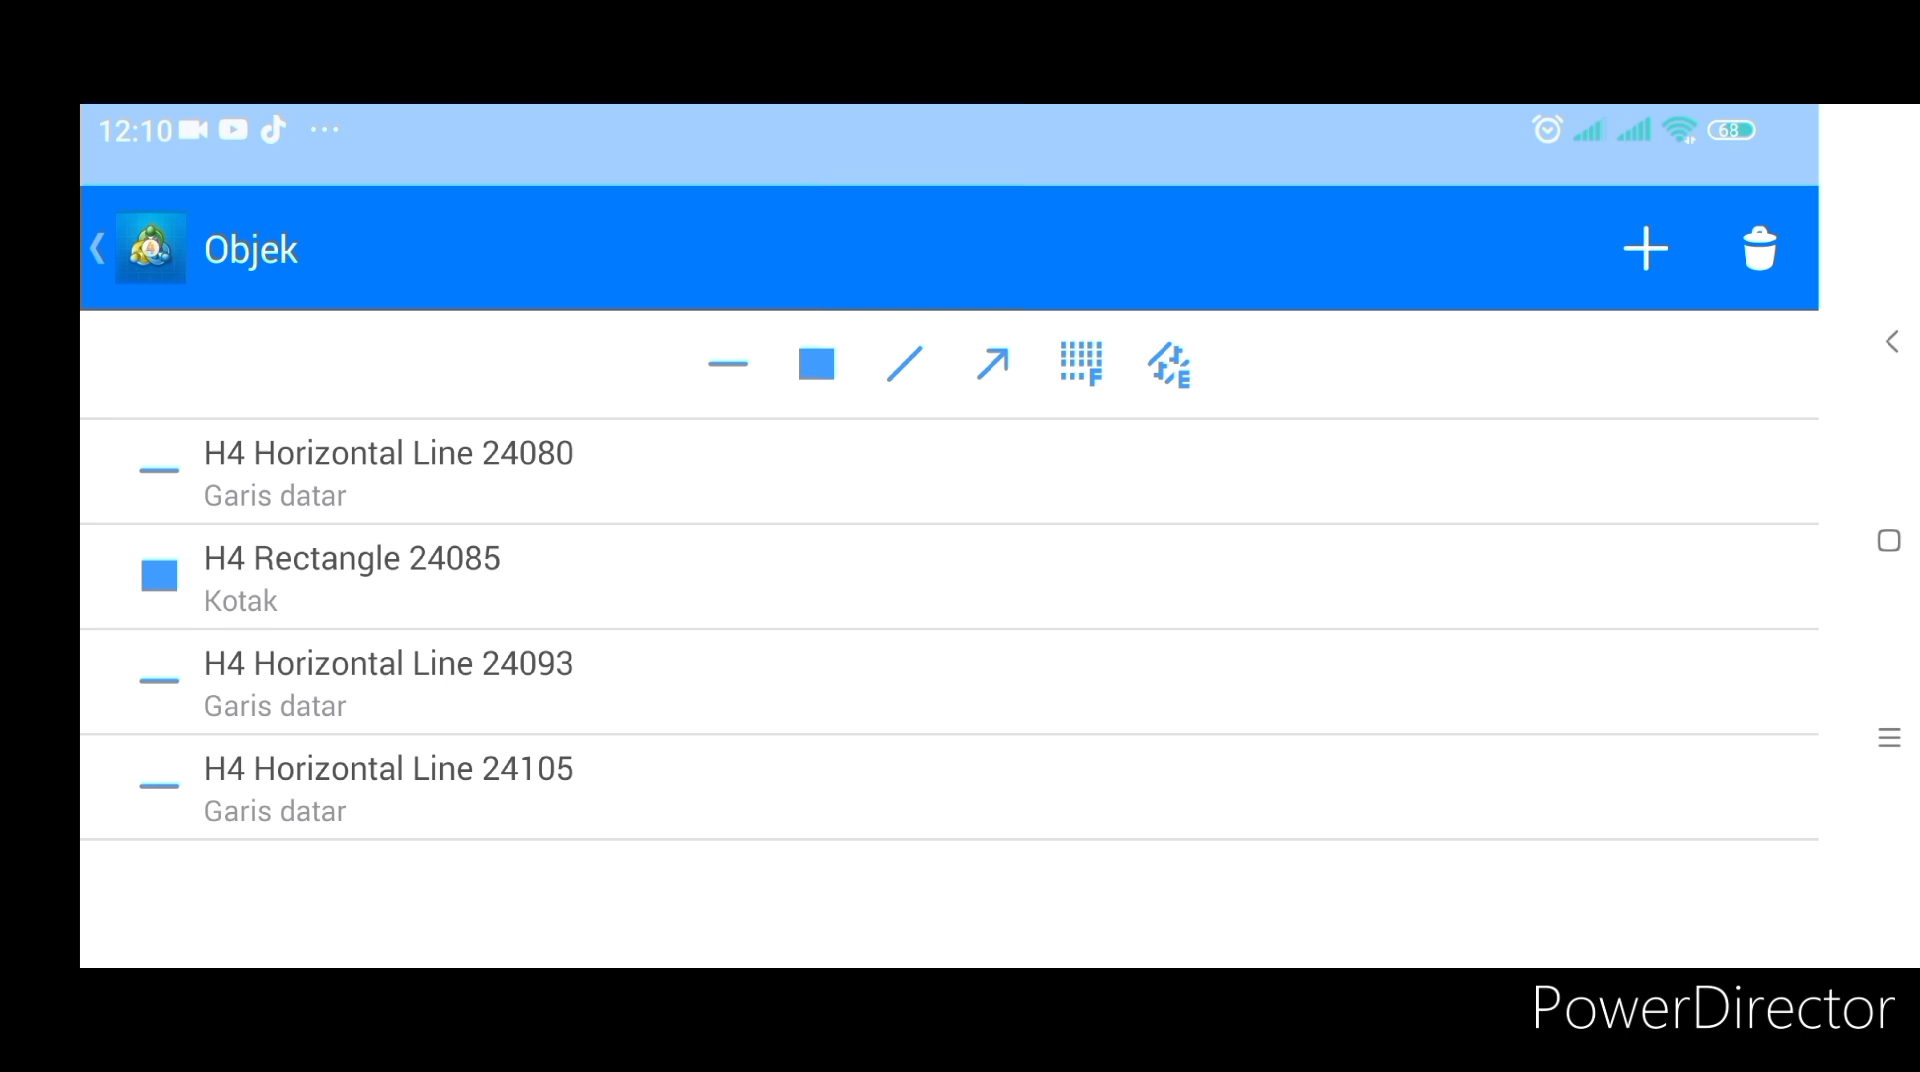 12:10
68
Objek
F
E
H4 Horizontal Line 24080
Garis datar
H4 Rectangle 24085
Kotak
H4 Horizontal Line 24093
Garis datar
H4 Horizontal Line 24105
Garis datar
PowerDirector